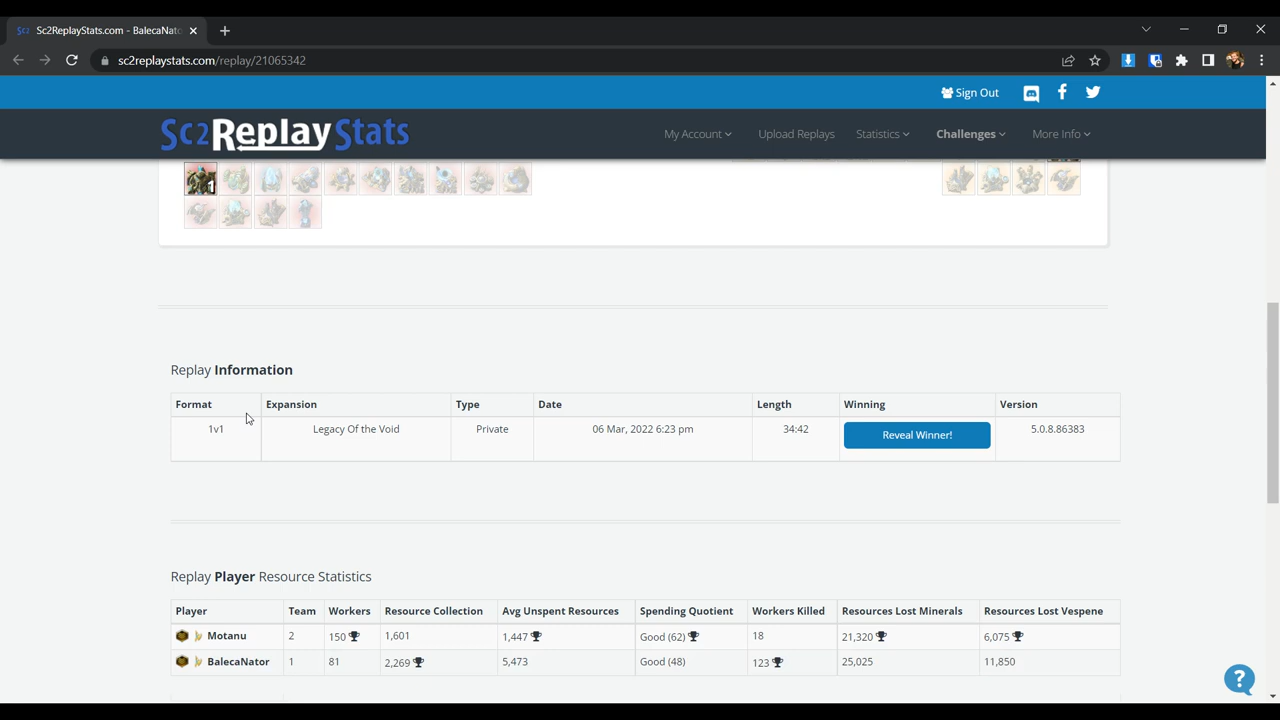 Sc2 Sc2ReplayStats.com - BalecaNat
sc2replaystats.com/replay/21065342
Sign Out
Sc2ReplayStats My Account Upload Replays Statistics Challenges More Info
1
Replay Information
Format Expansion Type Date Length Winning Version
1v1 Legacy Of the Void Private 06 Mar, 2022 6:23 pm 34:42 Reveal Winner! 5.0.8.86383
Replay Player Resource Statistics
Player Team Workers Resource Collection Avg Unspent Resources Spending Quotient Workers Killed Resources Lost Minerals Resources Lost Vespene
Motanu 2 150 1,601 1,447 Good (62) 18 21,320 6,075
BalecaNator 1 81 2,269 5,473 Good (48) 123 25,025 11,850
?